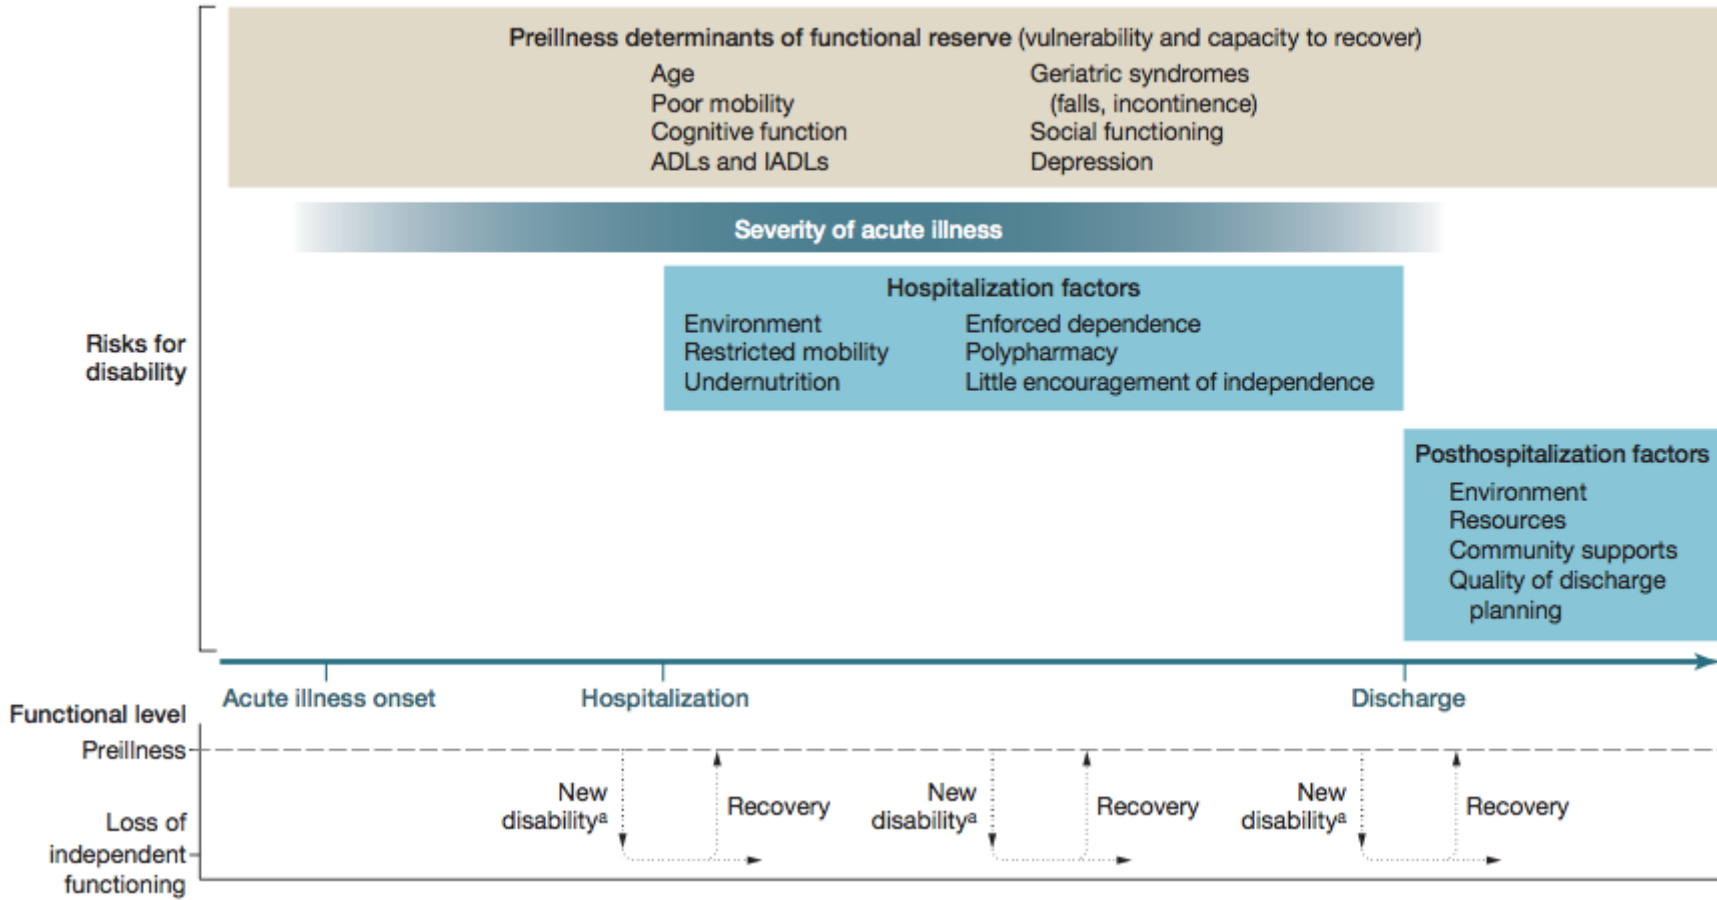 Preillness determinants of functional reserve (vulnerability and capacity to recover)
Age
Poor mobility
Cognitive function
ADLs and IADLs
Geriatric syndromes
(falls, incontinence)
Social functioning
Depression
Severity of acute illness
Hospitalization factors
Environment
Restricted mobility
Undernutrition
Enforced dependence
Polypharmacy
Little encouragement of independence
Risks for
disability
Posthospitalization factors
Environment
Resources
Community supports
Quality of discharge
planning
Acute illness onset
Hospitalization
Discharge
Functional level
Preillness
Loss of
independent
functioning
New
disabilityᵃ
Recovery
New
disabilityᵃ
Recovery
New
disabilityᵃ
Recovery